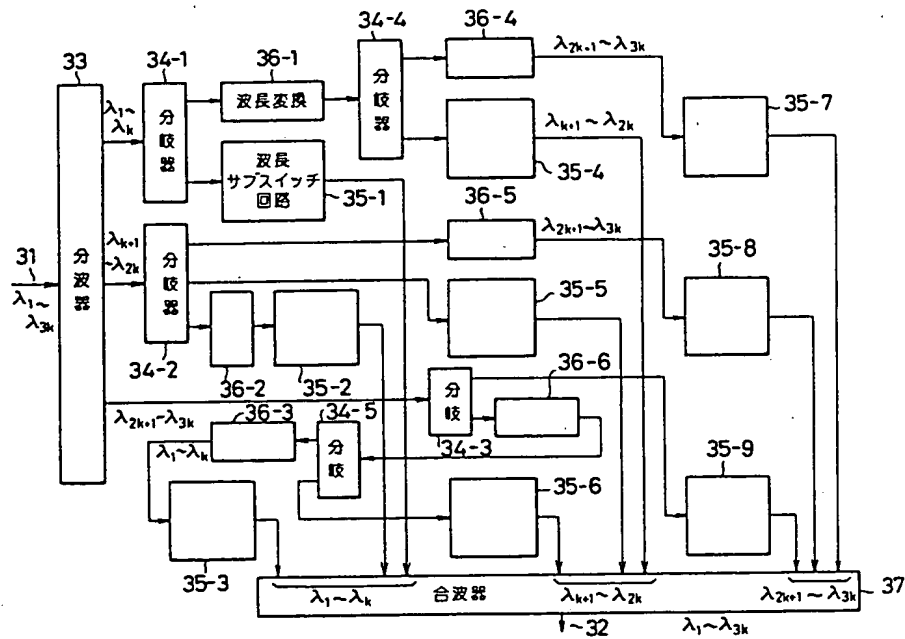 34-4
36-4
λ2k+1〜λ3k
33
34-1
36-1
35-7
λ1〜
λk
分岐器
波長変換
分岐器
λk+1〜λ2k
波長
サブスイッチ
回路
35-1
35-4
36-5
λ2k+1〜λ3k
35-8
31
λ1〜
λ3k
分波器
λk+1
〜λ2k
分岐器
35-5
34-2
36-2
35-2
36-6
λ2k+1〜λ3k
36-3
34-5
分岐
34-3
35-9
λ1〜λk
分岐
35-6
35-3
λ1〜λk
合波器
λk+1〜λ2k
λ2k+1〜λ3k
37
〜32
λ1〜λ3k